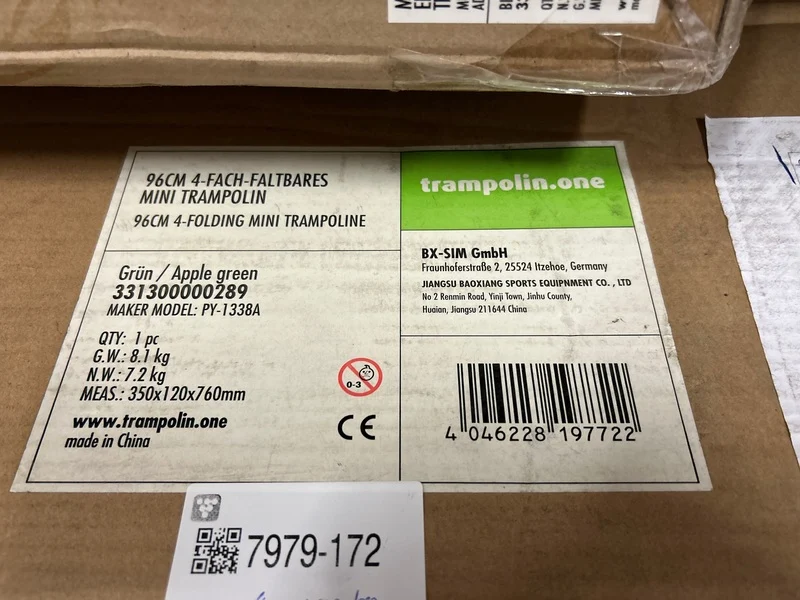 96CM 4-FACH-FALTBARES
MINI TRAMPOLIN
96CM 4-FOLDING MINI TRAMPOLINE
Grün / Apple green
331300000289
MAKER MODEL: PY-1338A
QTY: 1 pc
G.W.: 8.1 kg
N.W.: 7.2 kg
MEAS.: 350x120x760mm
www.trampolin.one
made in China
0-3
CE
trampolin.one
BX-SIM GmbH
Fraunhoferstraße 2, 25524 Itzehoe, Germany
JIANGSU BAOXIANG SPORTS EQUIPMENT CO. , LTD
No 2 Renmin Road, Yinji Town, Jinhu County,
Huaian, Jiangsu 211644 China
4 046228 197722
7979-172